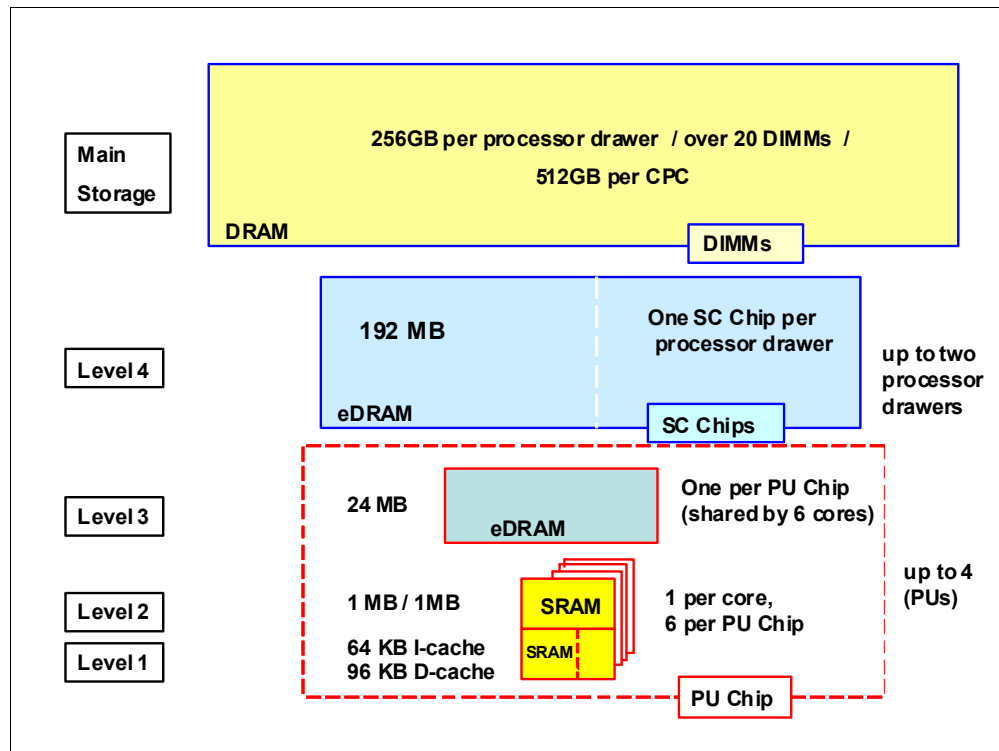 Main
Storage
256GB per processor drawer / over 20 DIMMs /
512GB per CPC
DRAM
DIMMs
Level 4
192 MB
One SC Chip per
processor drawer
eDRAM
SC Chips
up to two
processor
drawers
Level 3
24 MB
eDRAM
One per PU Chip
(shared by 6 cores)
Level 2
1 MB / 1MB
SRAM
1 per core,
6 per PU Chip
up to 4
(PUs)
Level 1
64 KB I-cache
96 KB D-cache
SRAM
PU Chip